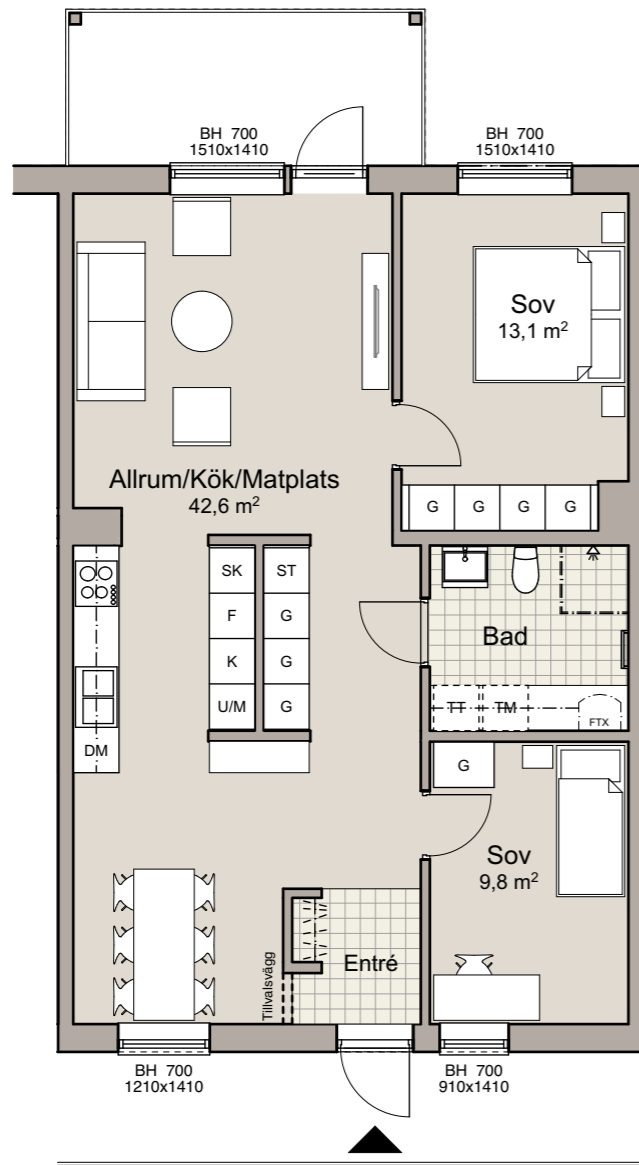 BH 700
1510x1410
BH 700
1510x1410
Sov
13,1 m²
Allrum/Kök/Matplats
42,6 m²
G G G G
SK ST
F G
K G
U/M G
DM
Bad
TT TM
FTX
G
Sov
9,8 m²
Entré
Tillvalsvägg
BH 700
1210x1410
BH 700
910x1410